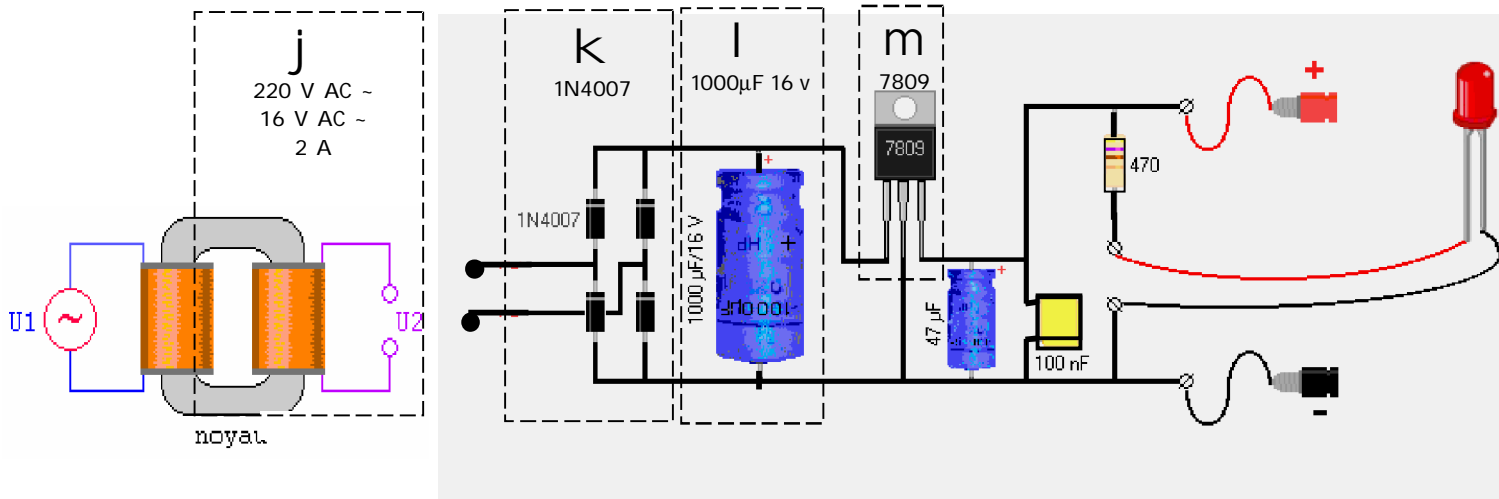 j
220 V AC ~
16 V AC ~
2 A
k
1N4007
l
1000µF 16 v
m
7809
7809
+
470
1N4007
1000 µF/16 V
+
+
1000µF
+
47 µF
100 nF
-
U1
~
U2
noyau